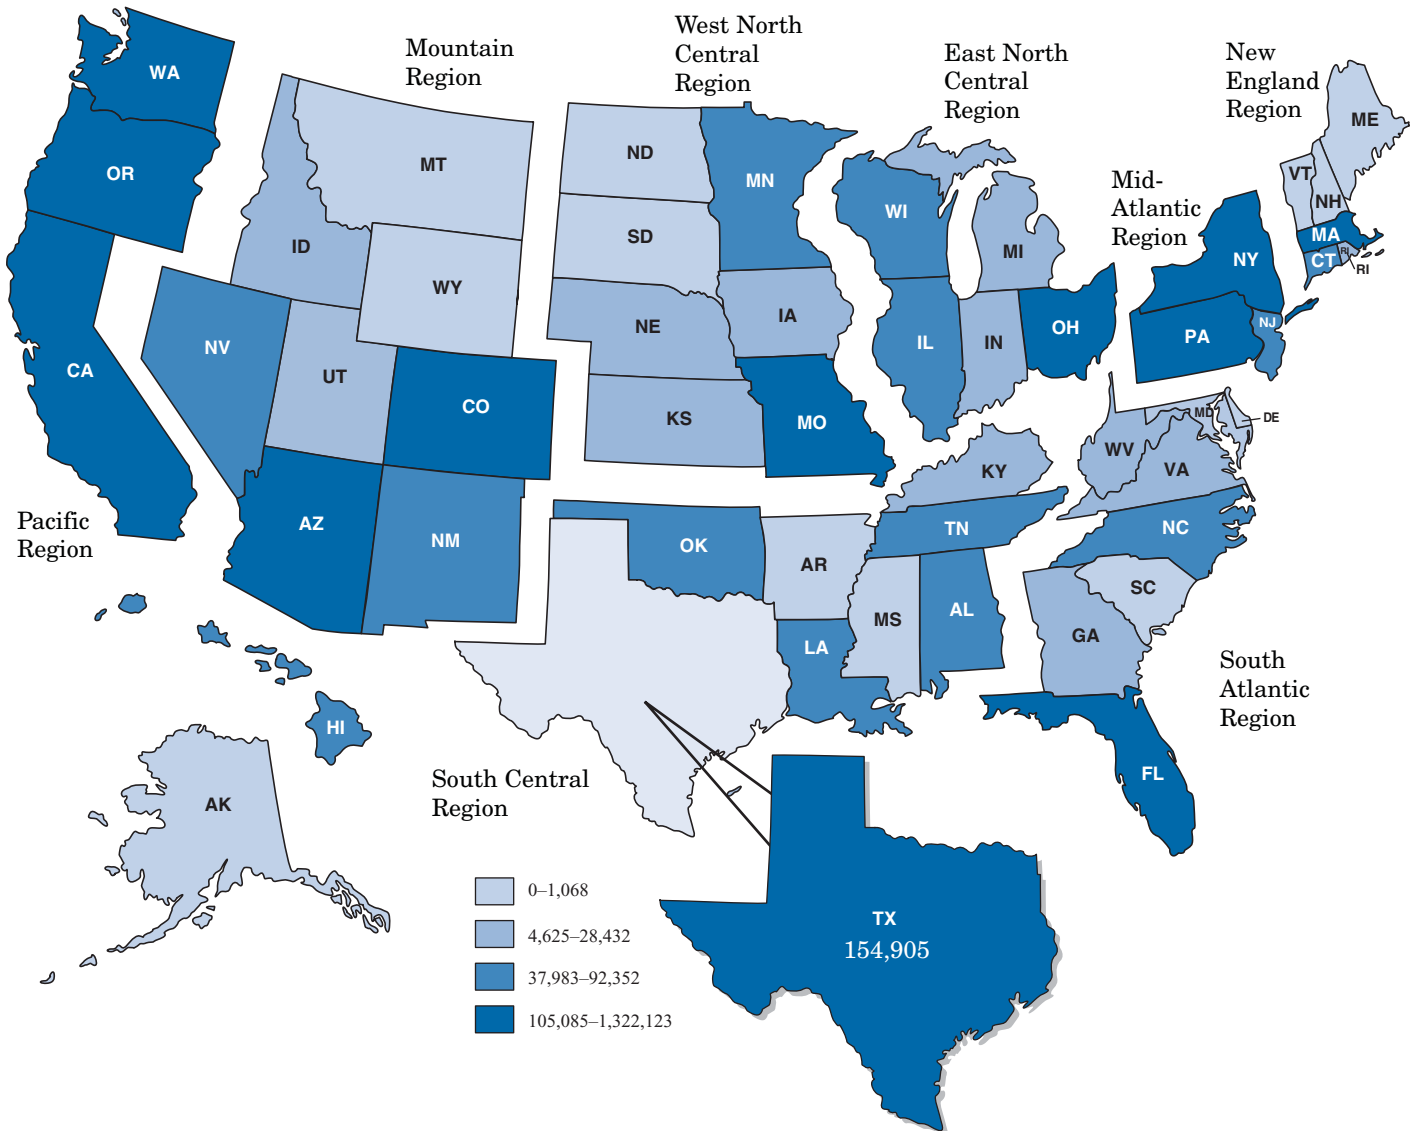 Mountain
Region
West North
Central
Region
East North
Central
Region
New
England
Region
Mid-
Atlantic
Region
Pacific
Region
South Central
Region
South
Atlantic
Region
WA
OR
CA
MT
ID
WY
NV
UT
CO
AZ
NM
ND
SD
NE
KS
MN
IA
MO
WI
MI
IL
IN
OH
NY
PA
NJ
ME
VT
NH
MA
CT
RI
RI
MD
DE
WV
VA
KY
TN
NC
SC
GA
FL
OK
AR
LA
MS
AL
HI
AK
TX
154,905
0–1,068
4,625–28,432
37,983–92,352
105,085–1,322,123